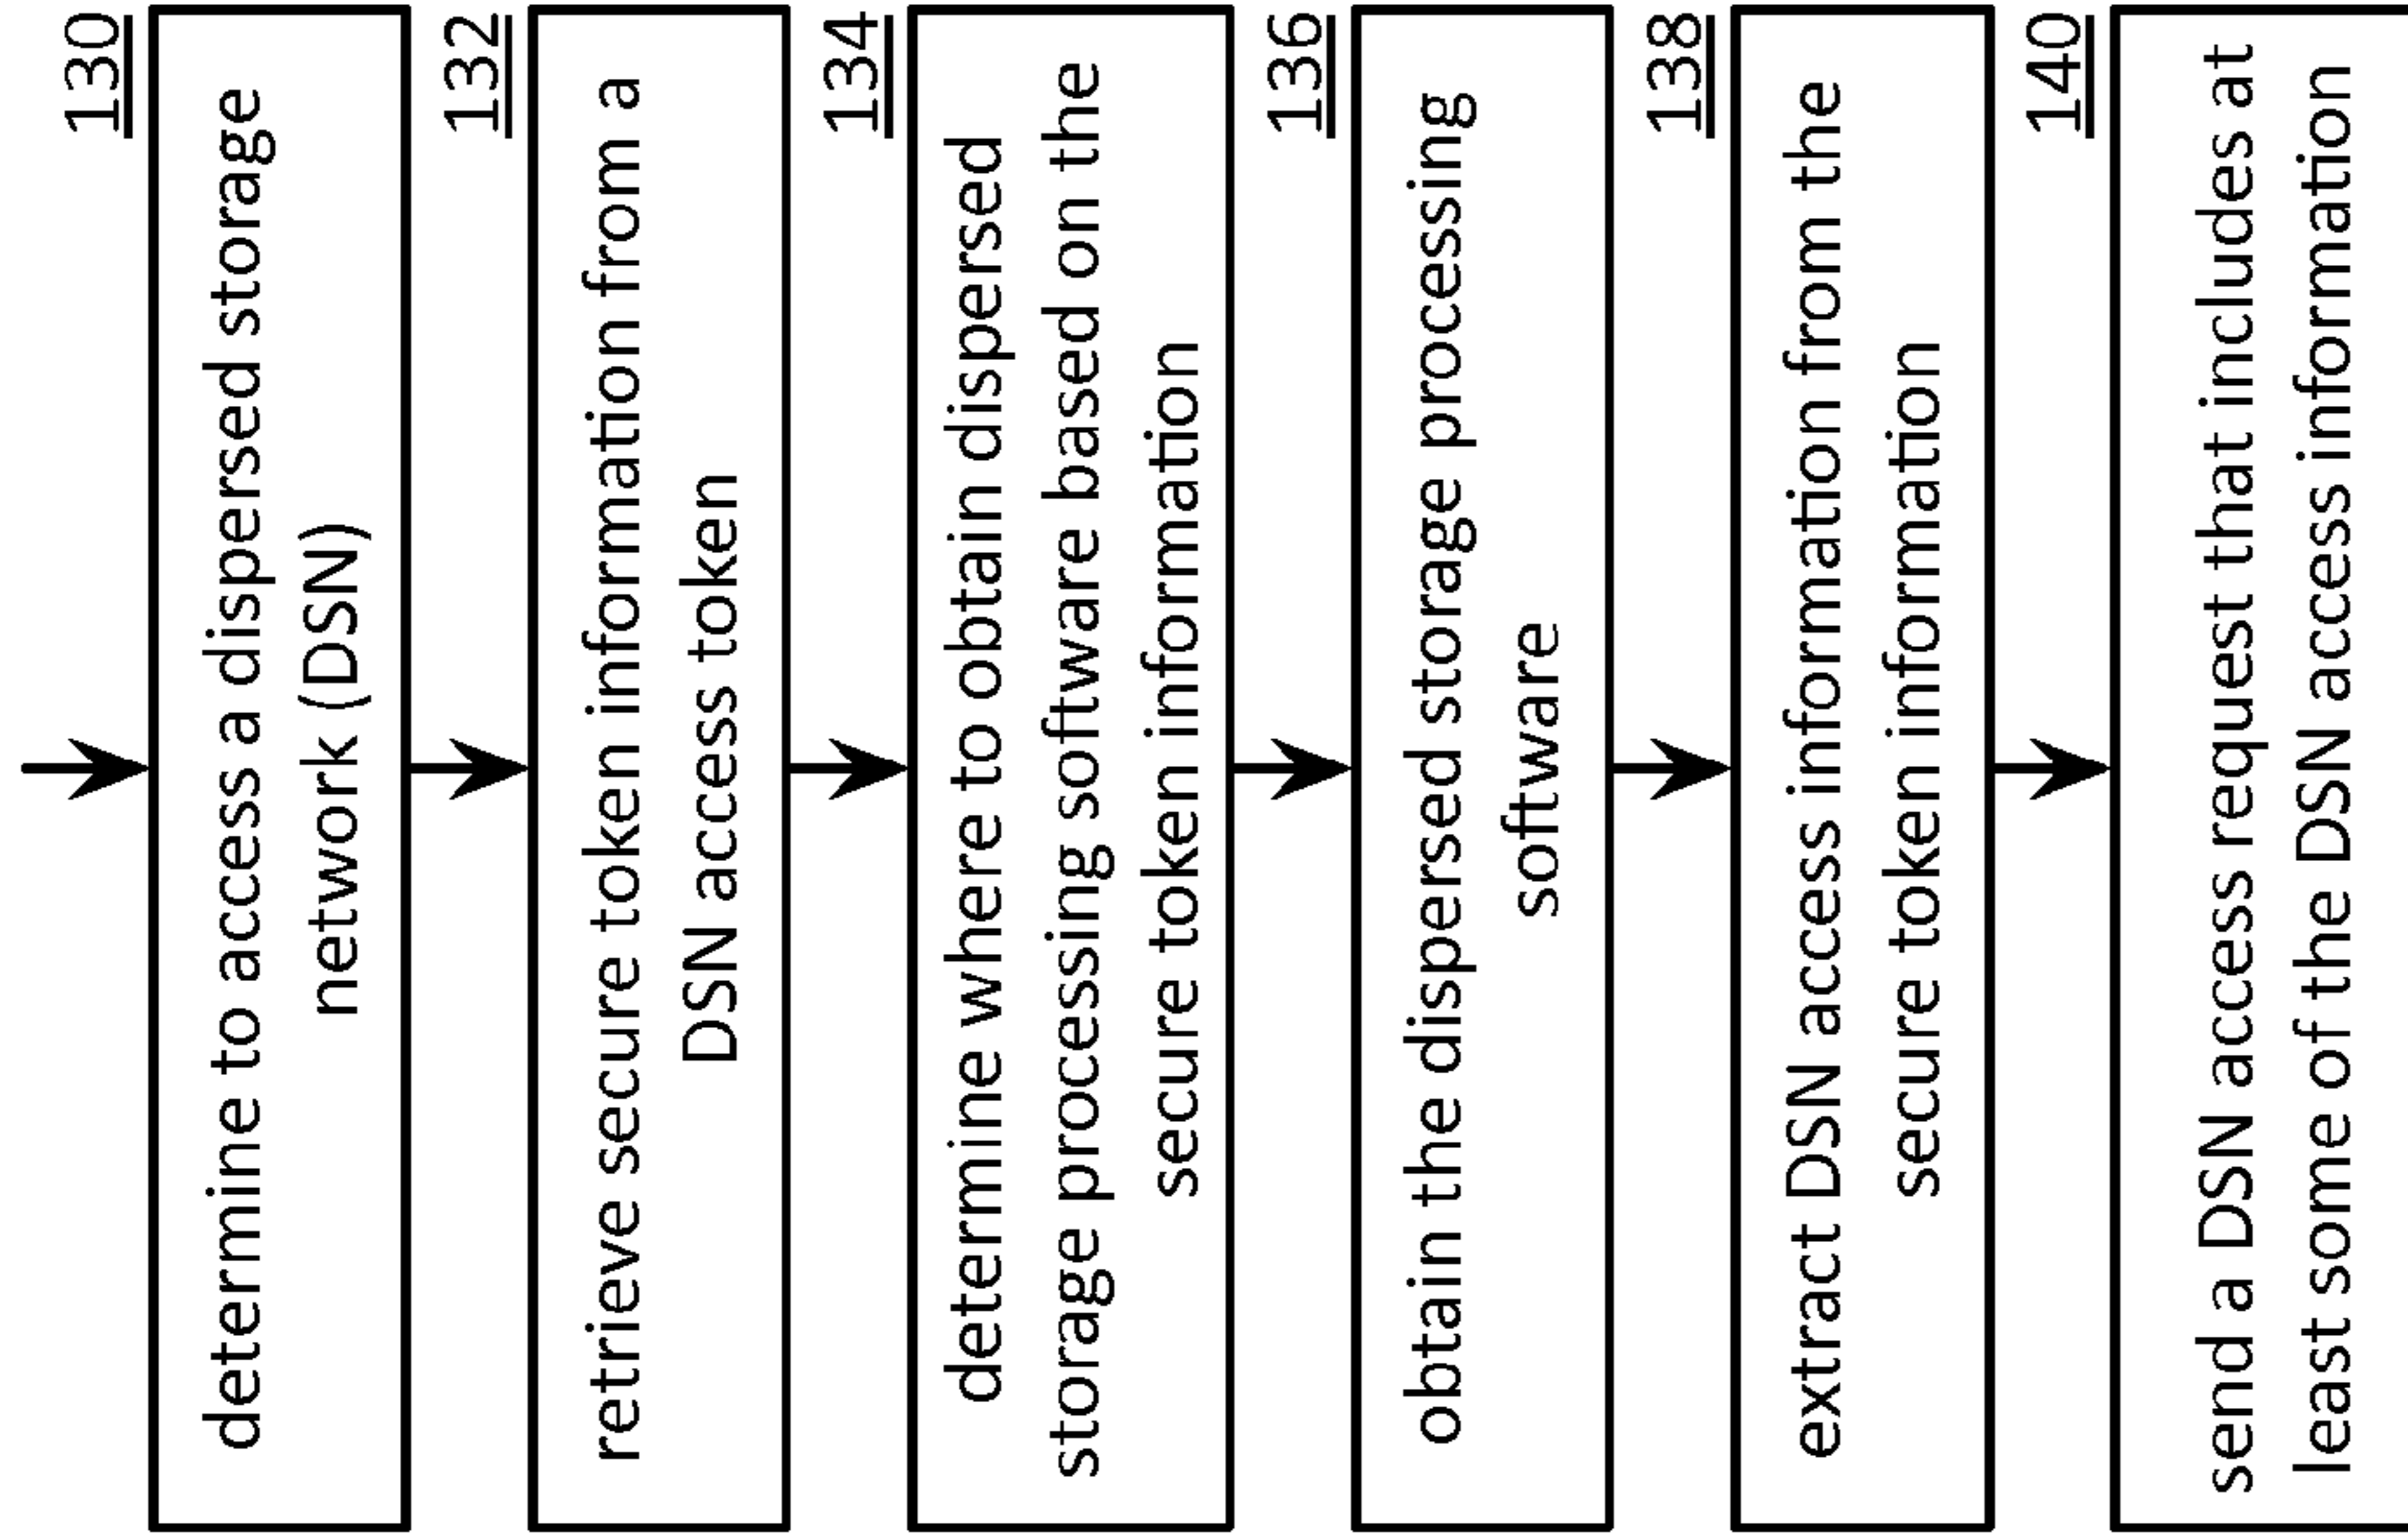 130
determine to access a dispersed storage
network (DSN)
132
retrieve secure token information from a
DSN access token
134
determine where to obtain dispersed
storage processing software based on the
secure token information
136
obtain the dispersed storage processing
software
138
extract DSN access information from the
secure token information
140
send a DSN access request that includes at
least some of the DSN access information